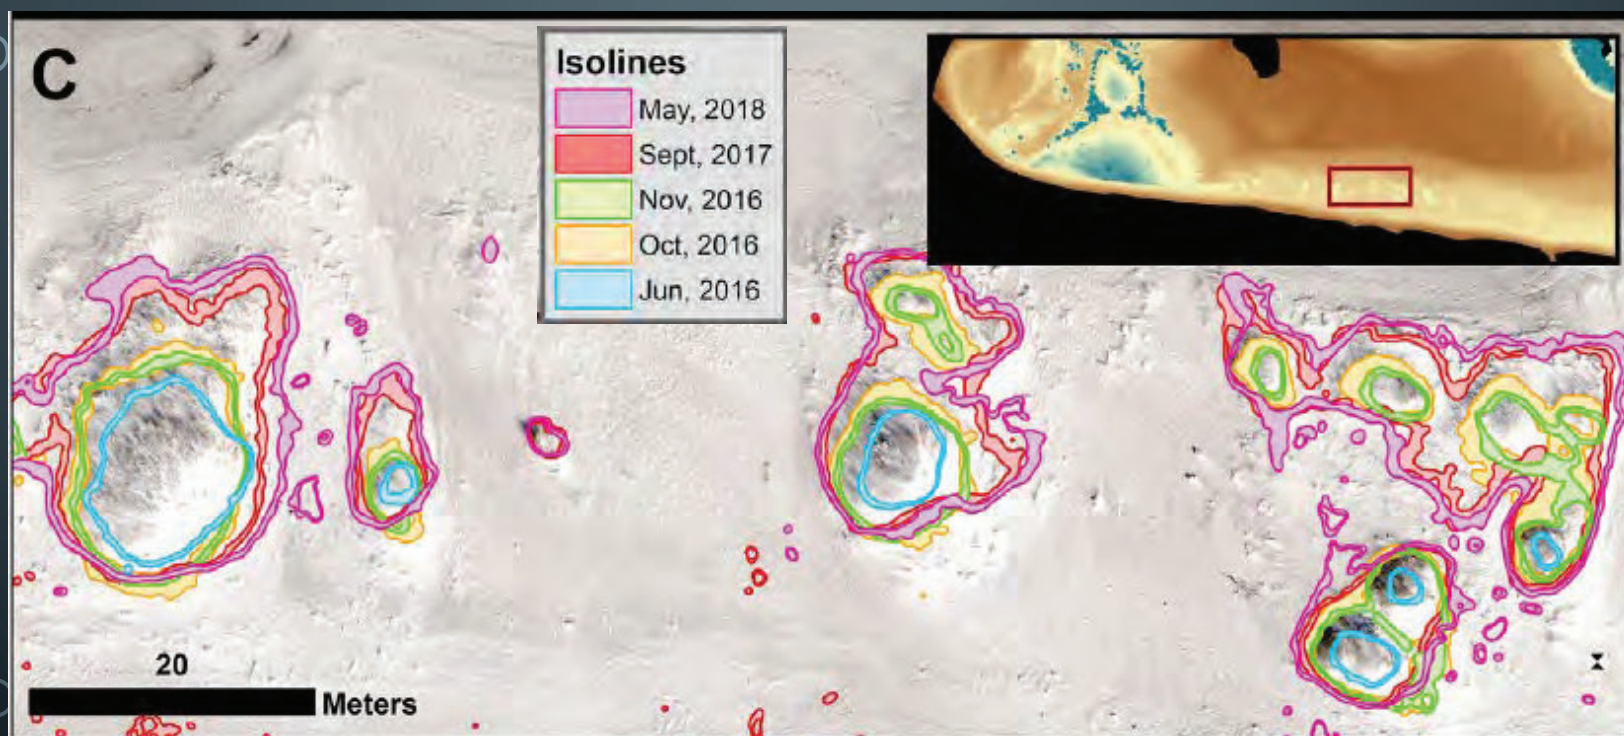 C
Isolines
May, 2018
Sept, 2017
Nov, 2016
Oct, 2016
Jun, 2016
20
Meters